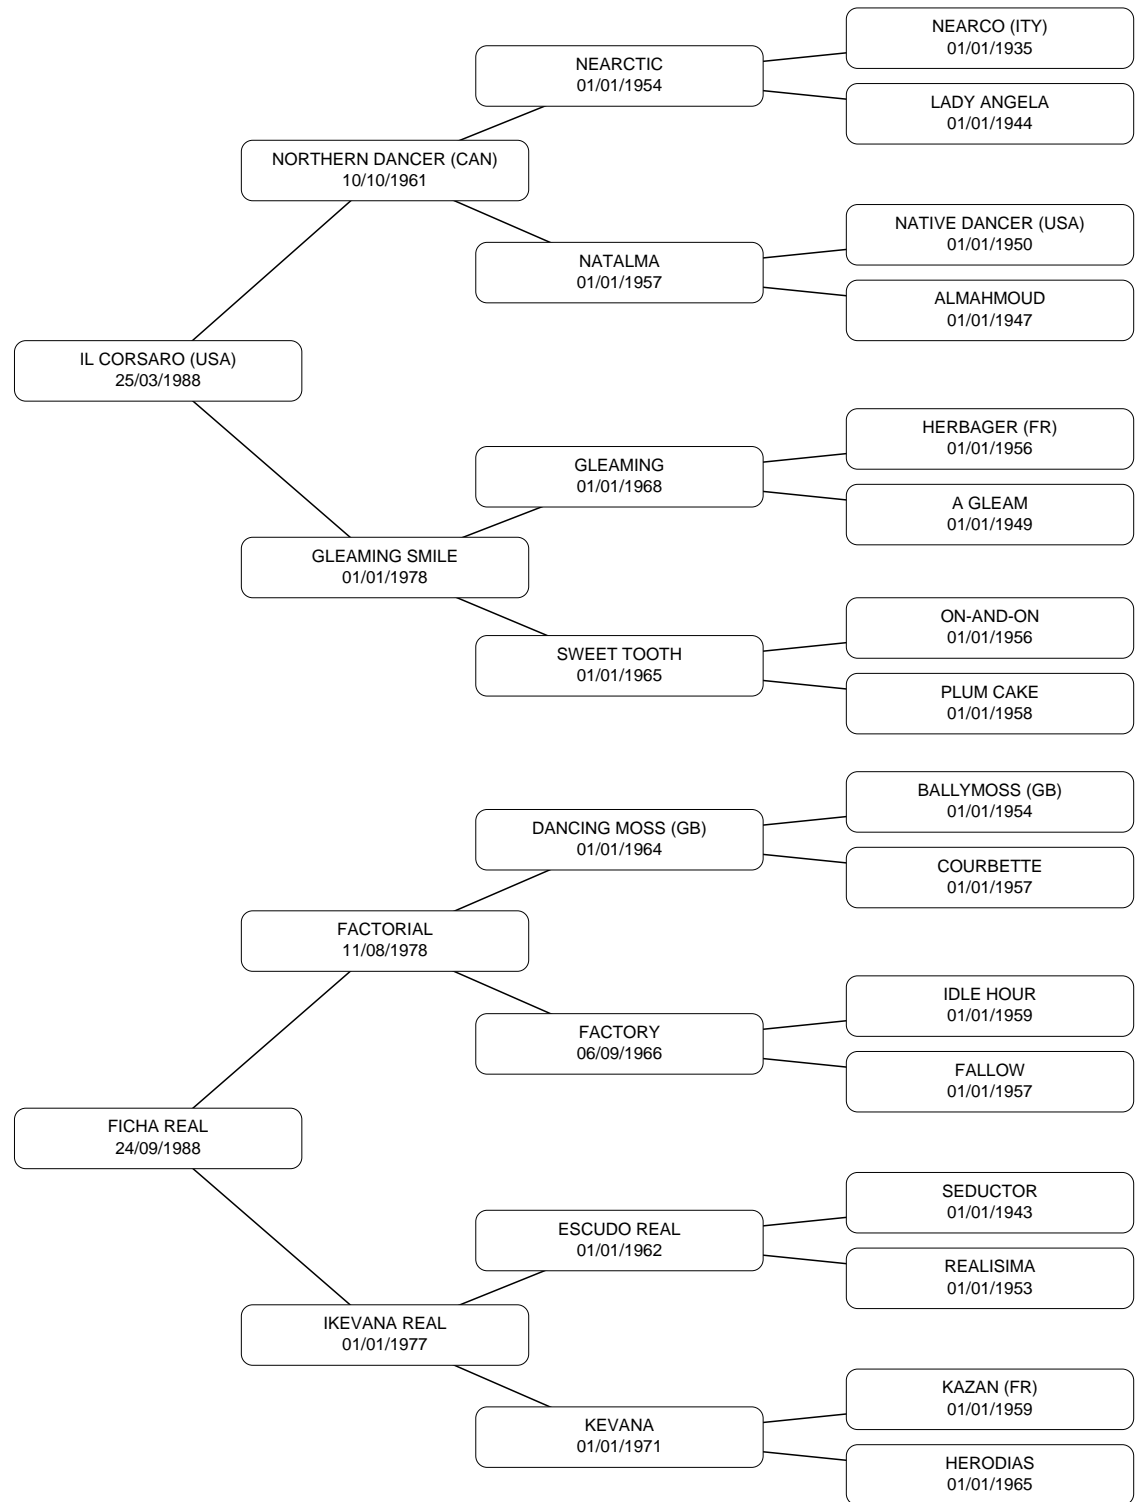 NEARCO (ITY)
01/01/1935
NEARCTIC
01/01/1954
LADY ANGELA
01/01/1944
NORTHERN DANCER (CAN)
10/10/1961
NATIVE DANCER (USA)
01/01/1950
NATALMA
01/01/1957
ALMAHMOUD
01/01/1947
IL CORSARO (USA)
25/03/1988
HERBAGER (FR)
01/01/1956
GLEAMING
01/01/1968
A GLEAM
01/01/1949
GLEAMING SMILE
01/01/1978
ON-AND-ON
01/01/1956
SWEET TOOTH
01/01/1965
PLUM CAKE
01/01/1958
BALLYMOSS (GB)
01/01/1954
DANCING MOSS (GB)
01/01/1964
COURBETTE
01/01/1957
FACTORIAL
11/08/1978
IDLE HOUR
01/01/1959
FACTORY
06/09/1966
FALLOW
01/01/1957
FICHA REAL
24/09/1988
SEDUCTOR
01/01/1943
ESCUDO REAL
01/01/1962
REALISIMA
01/01/1953
IKEVANA REAL
01/01/1977
KAZAN (FR)
01/01/1959
KEVANA
01/01/1971
HERODIAS
01/01/1965